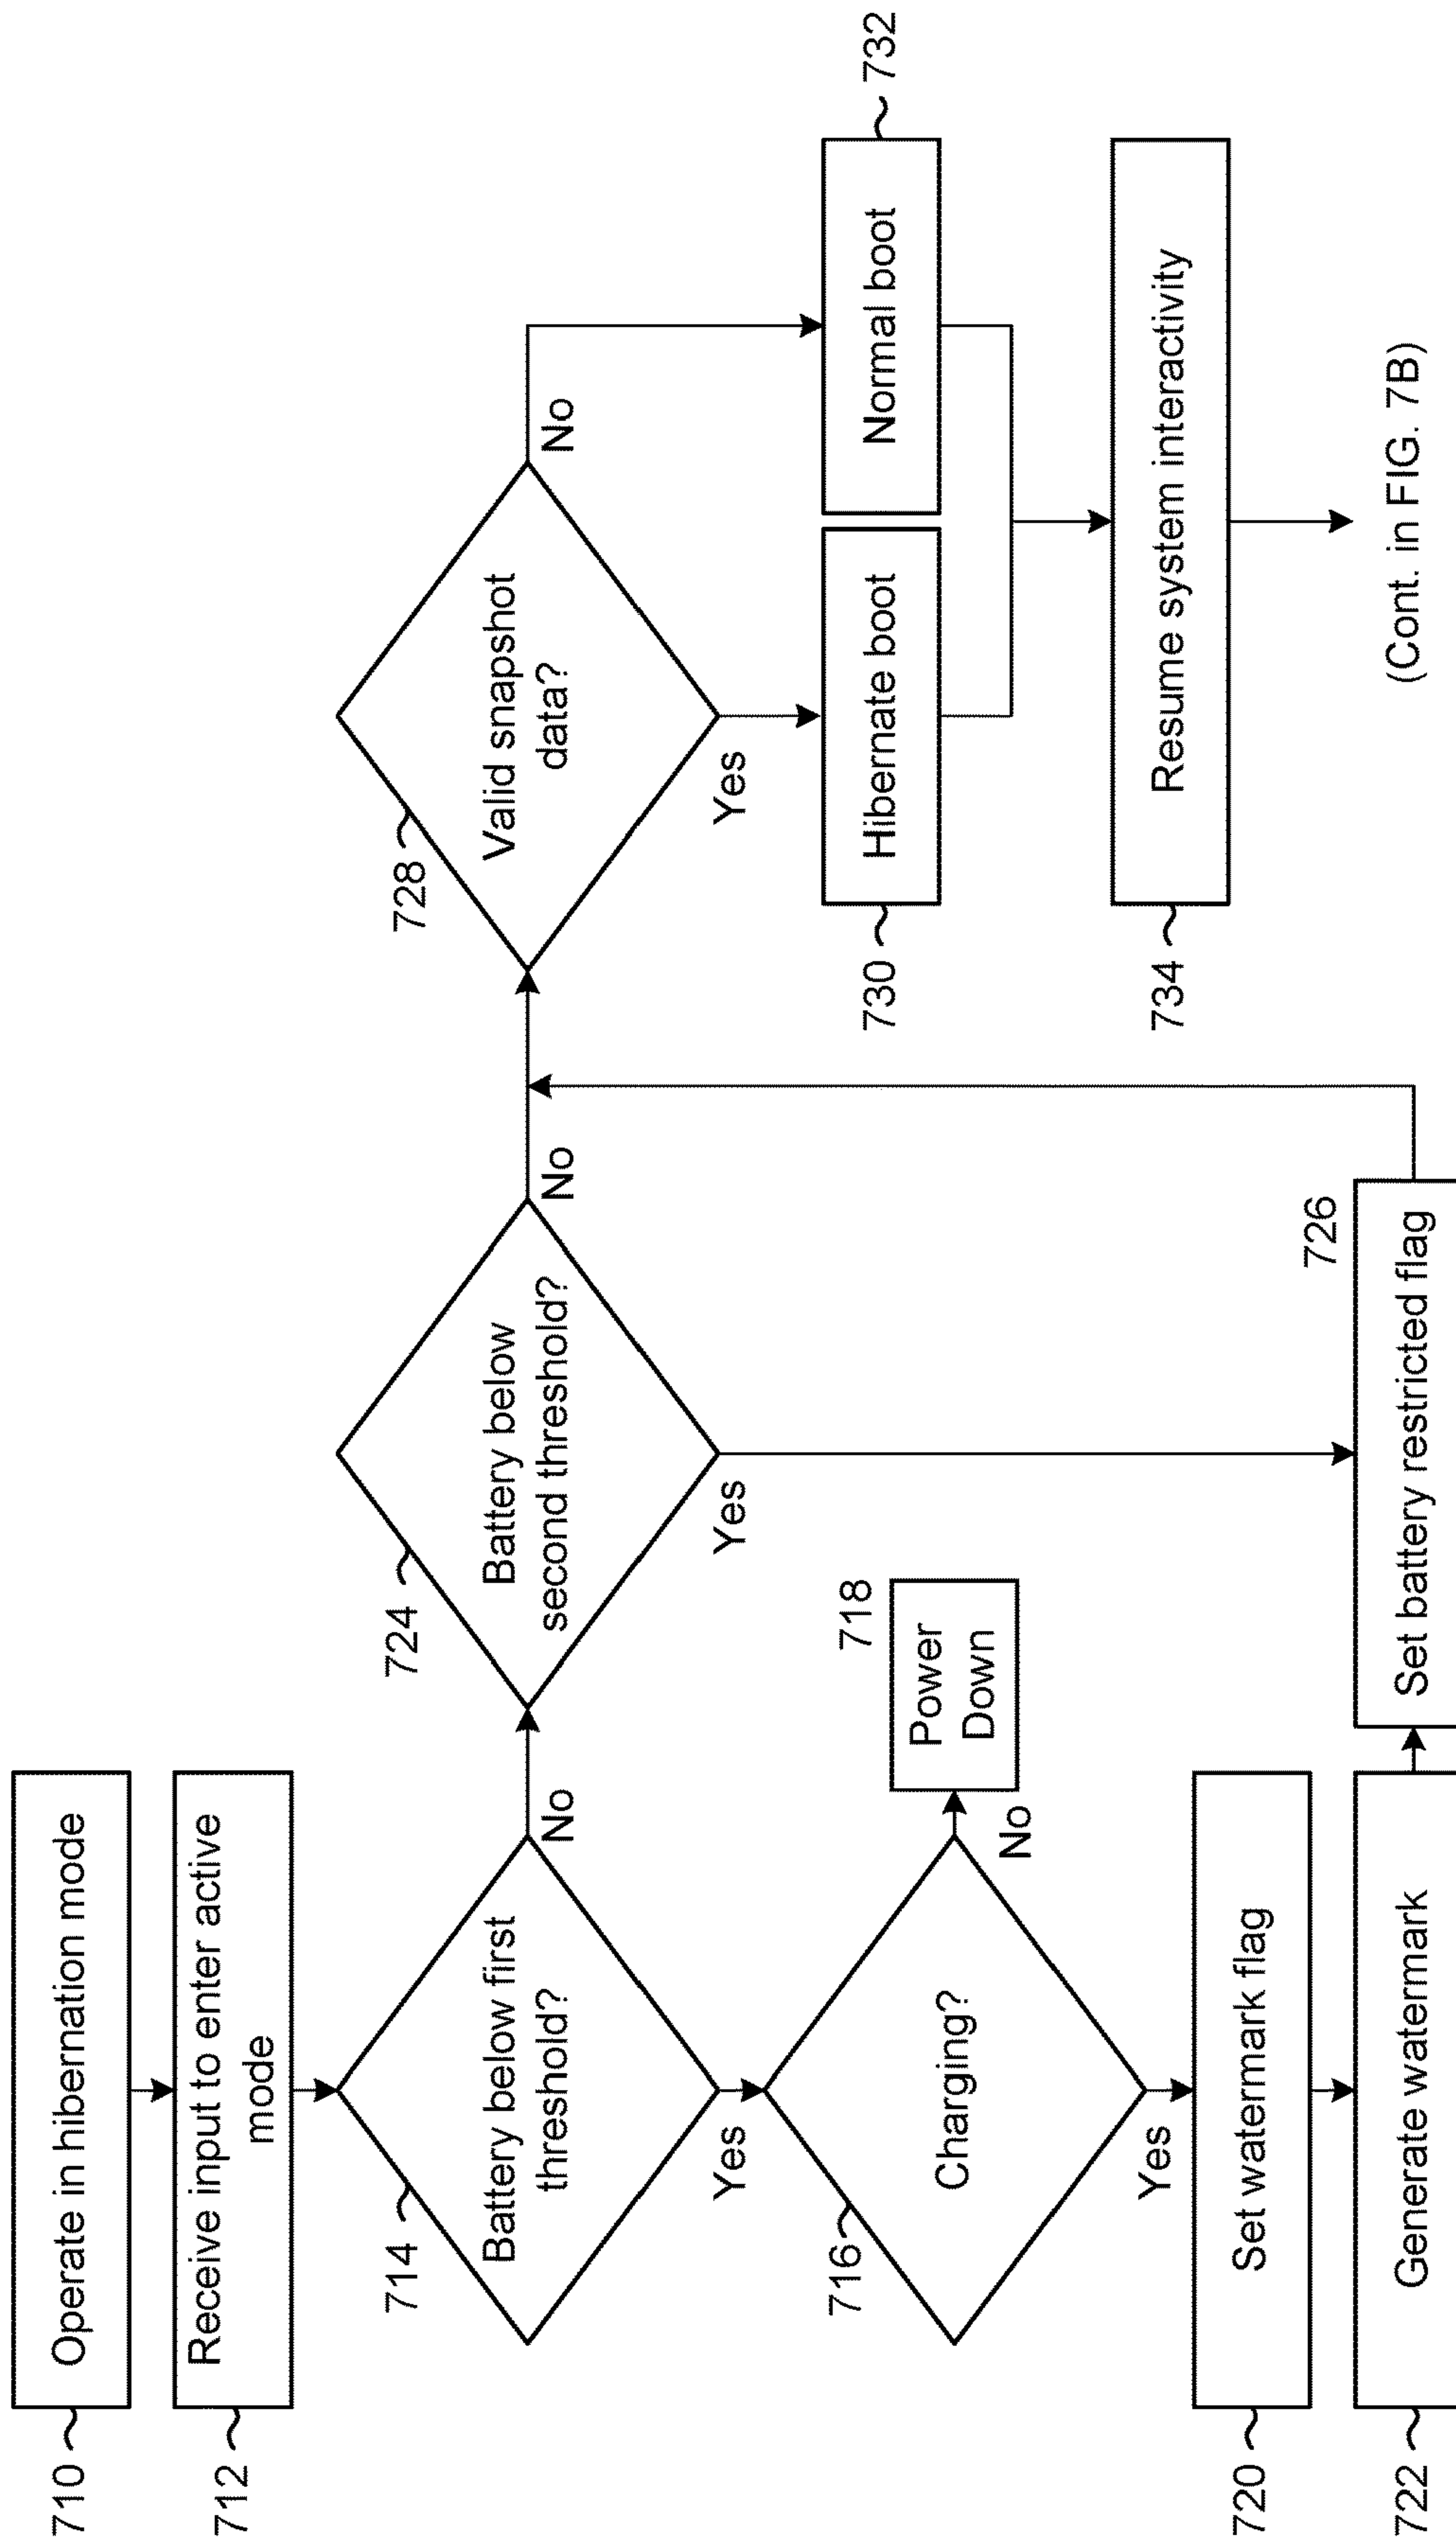 710
Operate in hibernation mode
712
Receive input to enter active
mode
714
Battery below first
threshold?
No
Yes
716
Charging?
No
Yes
718
Power
Down
720
Set watermark flag
722
Generate watermark
724
Battery below
second threshold?
No
Yes
726
Set battery restricted flag
728
Valid snapshot
data?
No
Yes
730
Hibernate boot
Normal boot
732
734
Resume system interactivity
(Cont. in FIG. 7B)